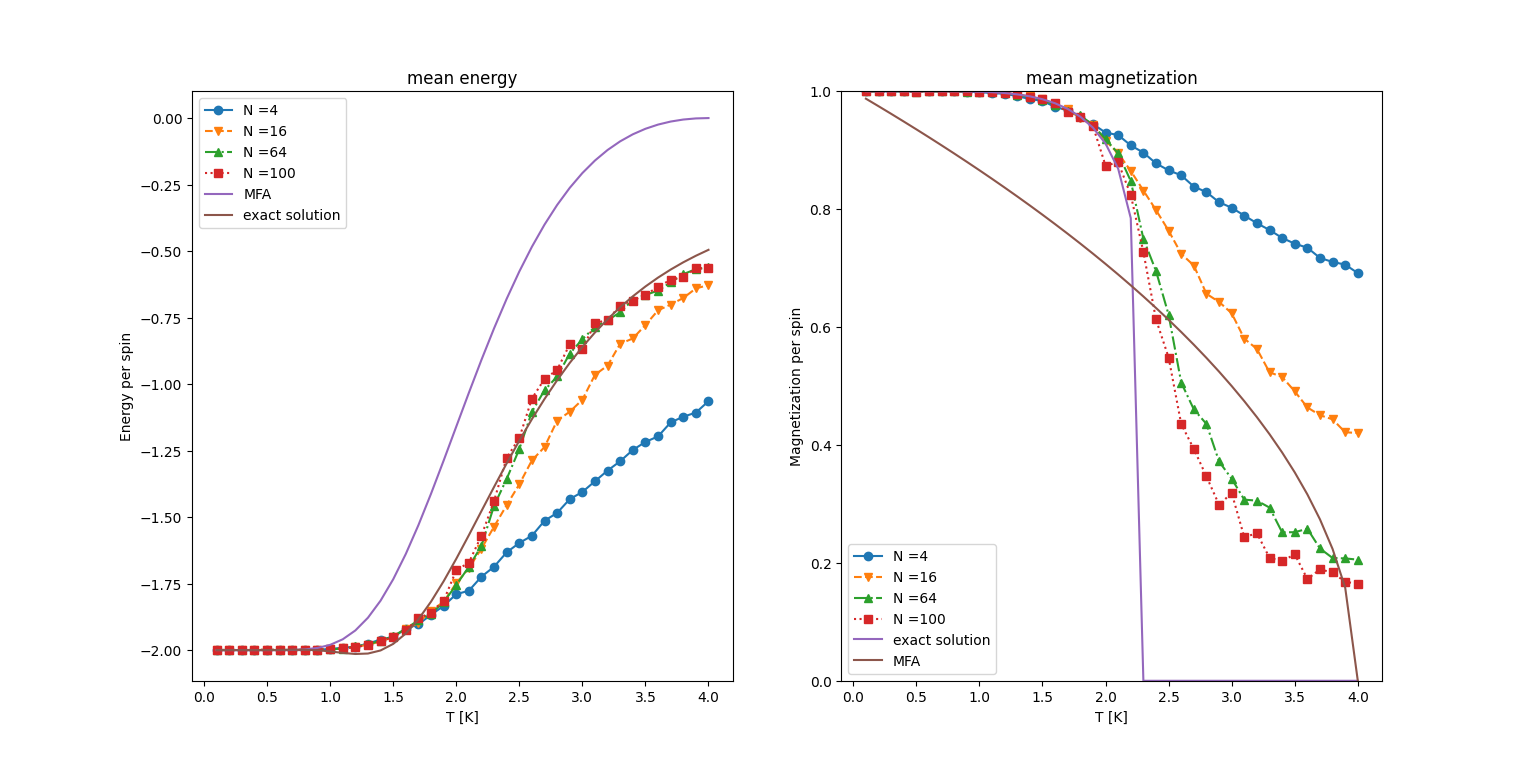 mean energy
N =4
N =16
N =64
N =100
MFA
exact solution
0.00
−0.25
−0.50
−0.75
−1.00
−1.25
−1.50
−1.75
−2.00
Energy per spin
0.0 0.5 1.0 1.5 2.0 2.5 3.0 3.5 4.0
T [K]
mean magnetization
1.0
0.8
0.6
0.4
0.2
0.0
Magnetization per spin
N =4
N =16
N =64
N =100
exact solution
MFA
0.0 0.5 1.0 1.5 2.0 2.5 3.0 3.5 4.0
T [K]